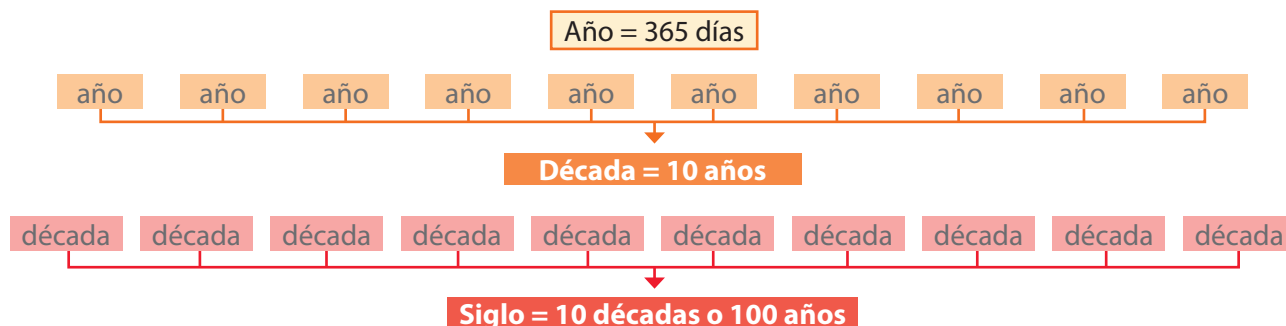 Año = 365 días
año año año año año año año año año año
Década = 10 años
década década década década década década década década década década
Siglo = 10 décadas o 100 años